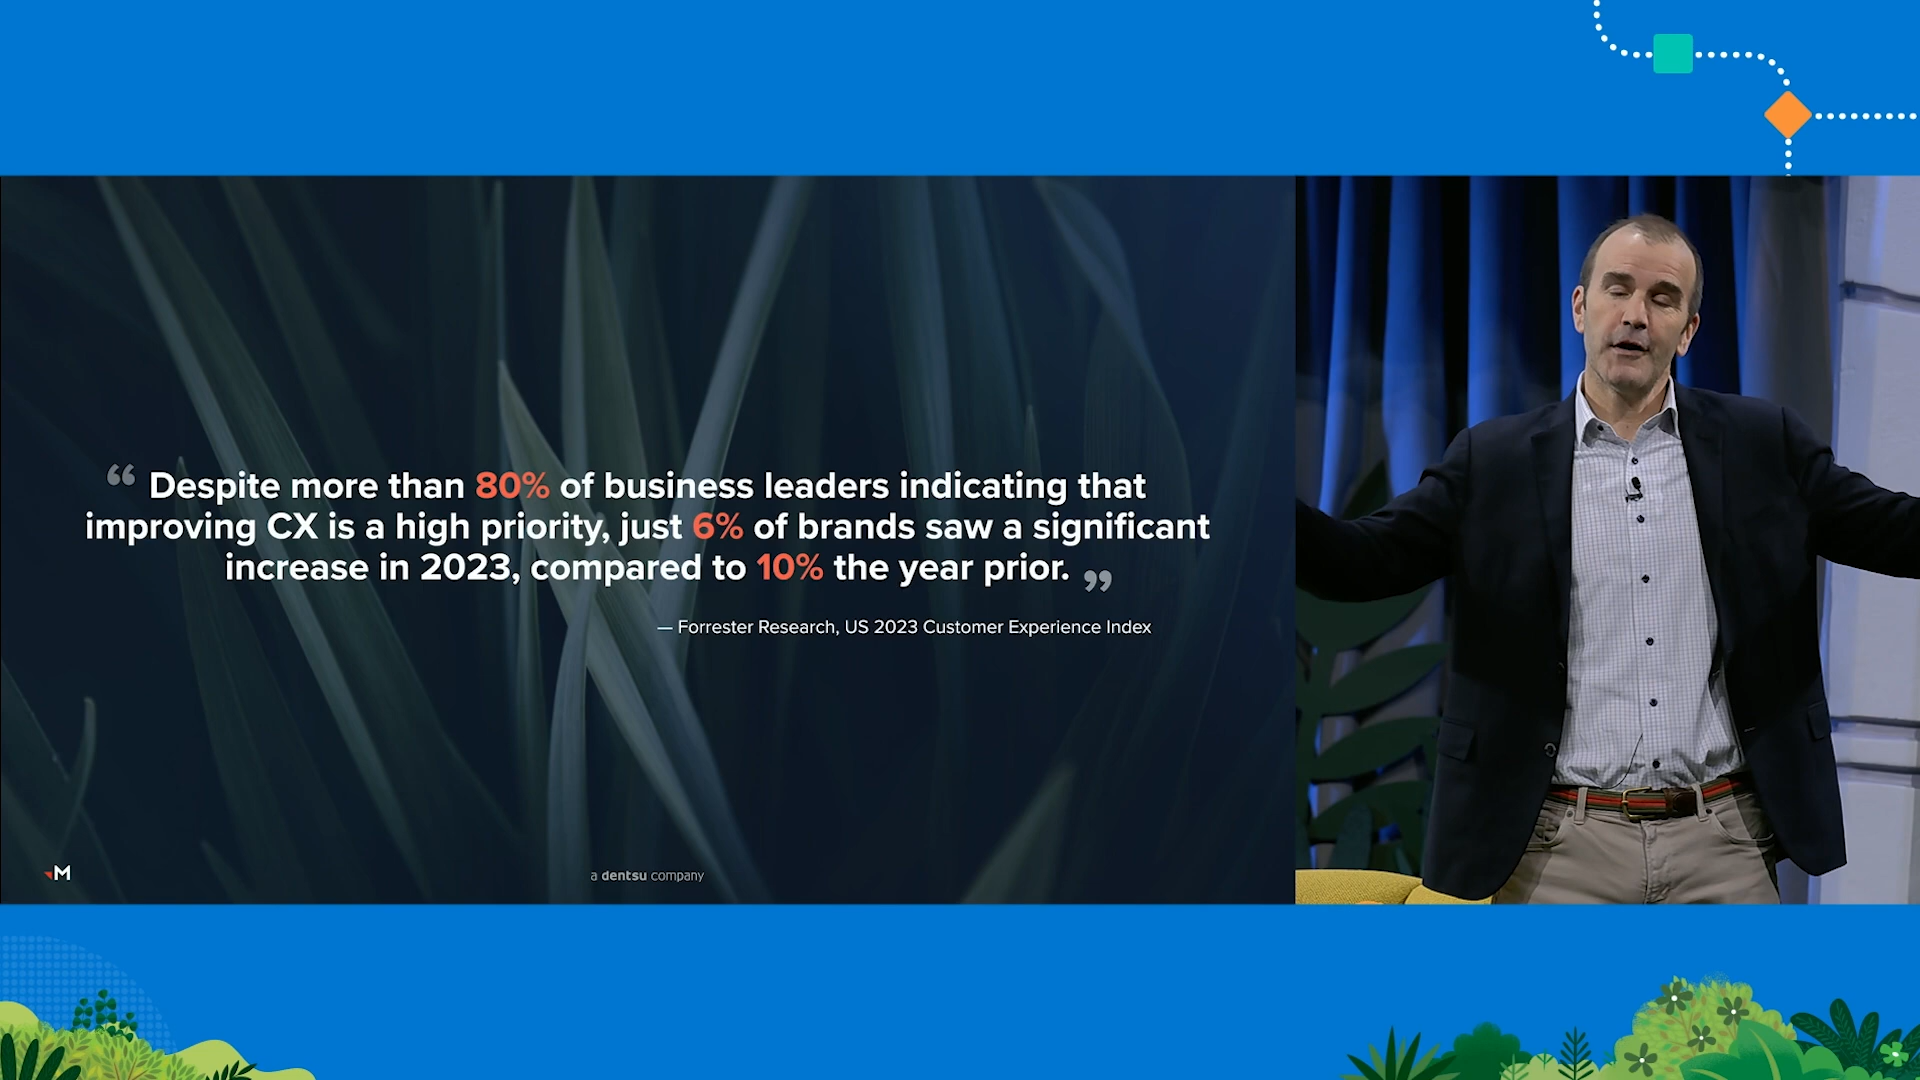 “ Despite more than 80% of business leaders indicating that
improving CX is a high priority, just 6% of brands saw a significant
increase in 2023, compared to 10% the year prior. ”
— Forrester Research, US 2023 Customer Experience Index
M
a dentsu company